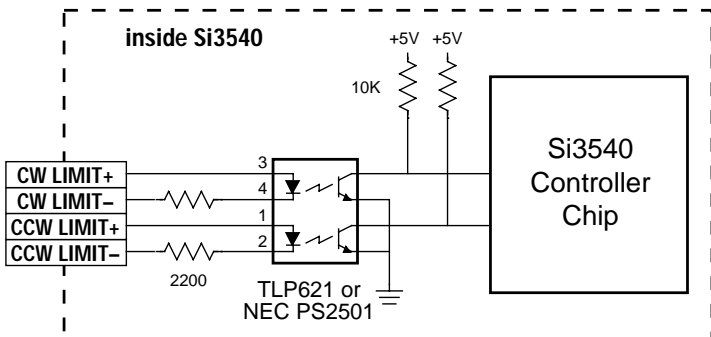 inside Si3540
+5V +5V
10K
Si3540
Controller
Chip
CW LIMIT+
CW LIMIT–
CCW LIMIT+
CCW LIMIT–
3
4
1
2
2200
TLP621 or
NEC PS2501